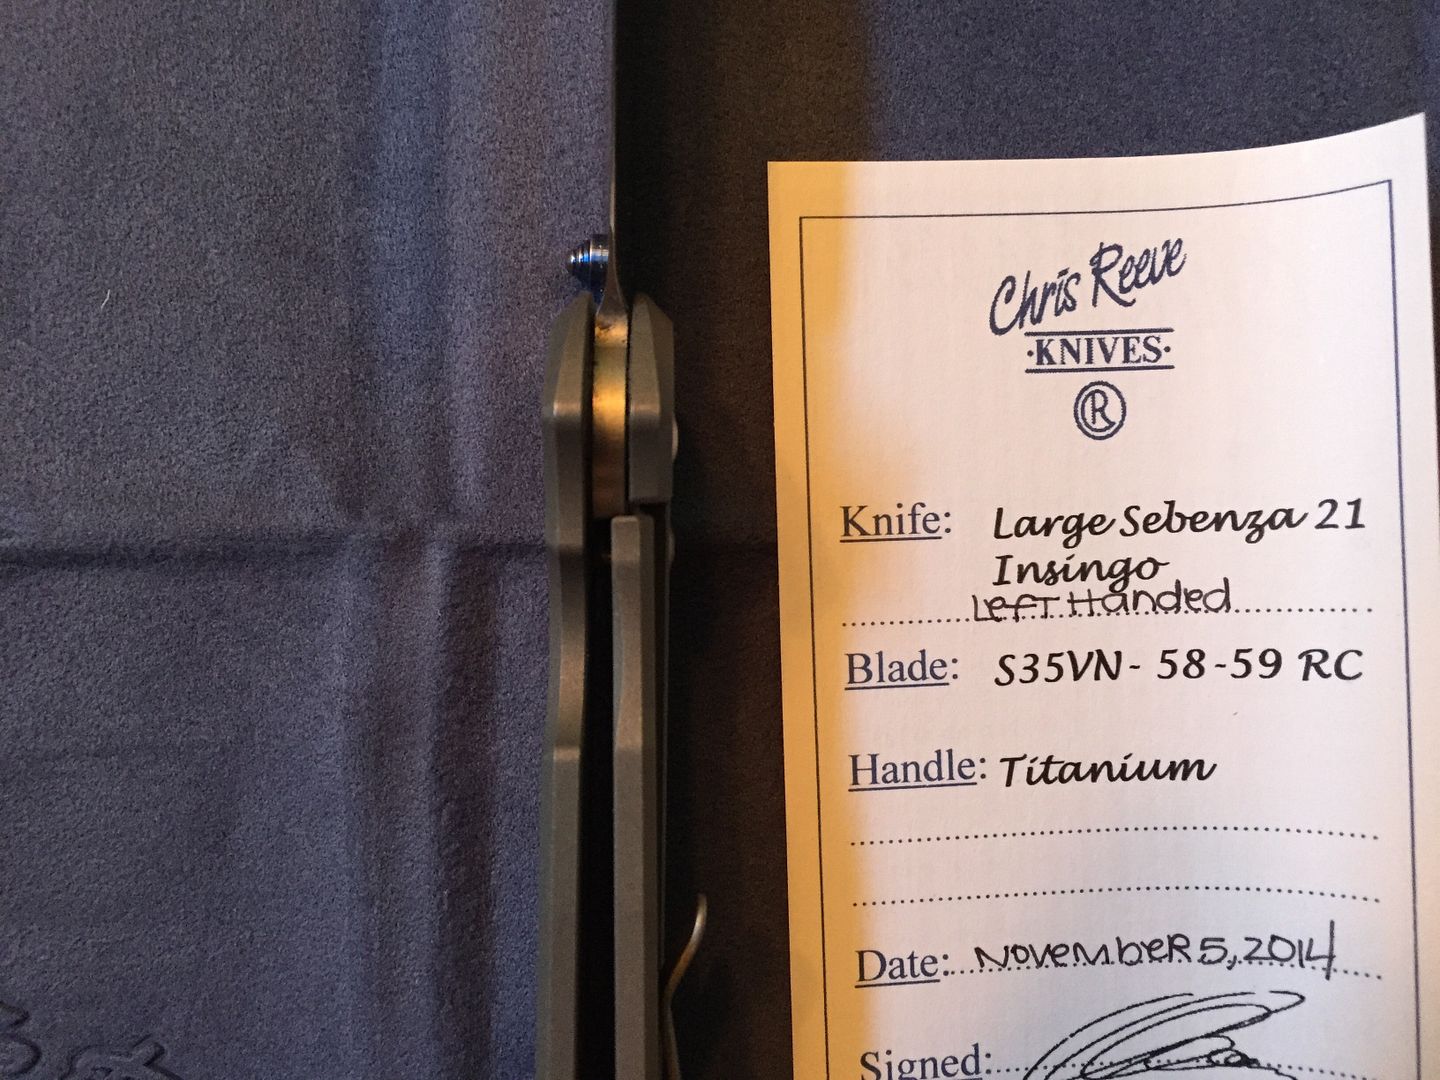 Chris Reeve
·KNIVES·
R
Knife: Large Sebenza 21
Insingo
Left Handed
Blade: S35VN - 58 - 59 RC
Handle: Titanium
Date: November 5, 2014
Signed: